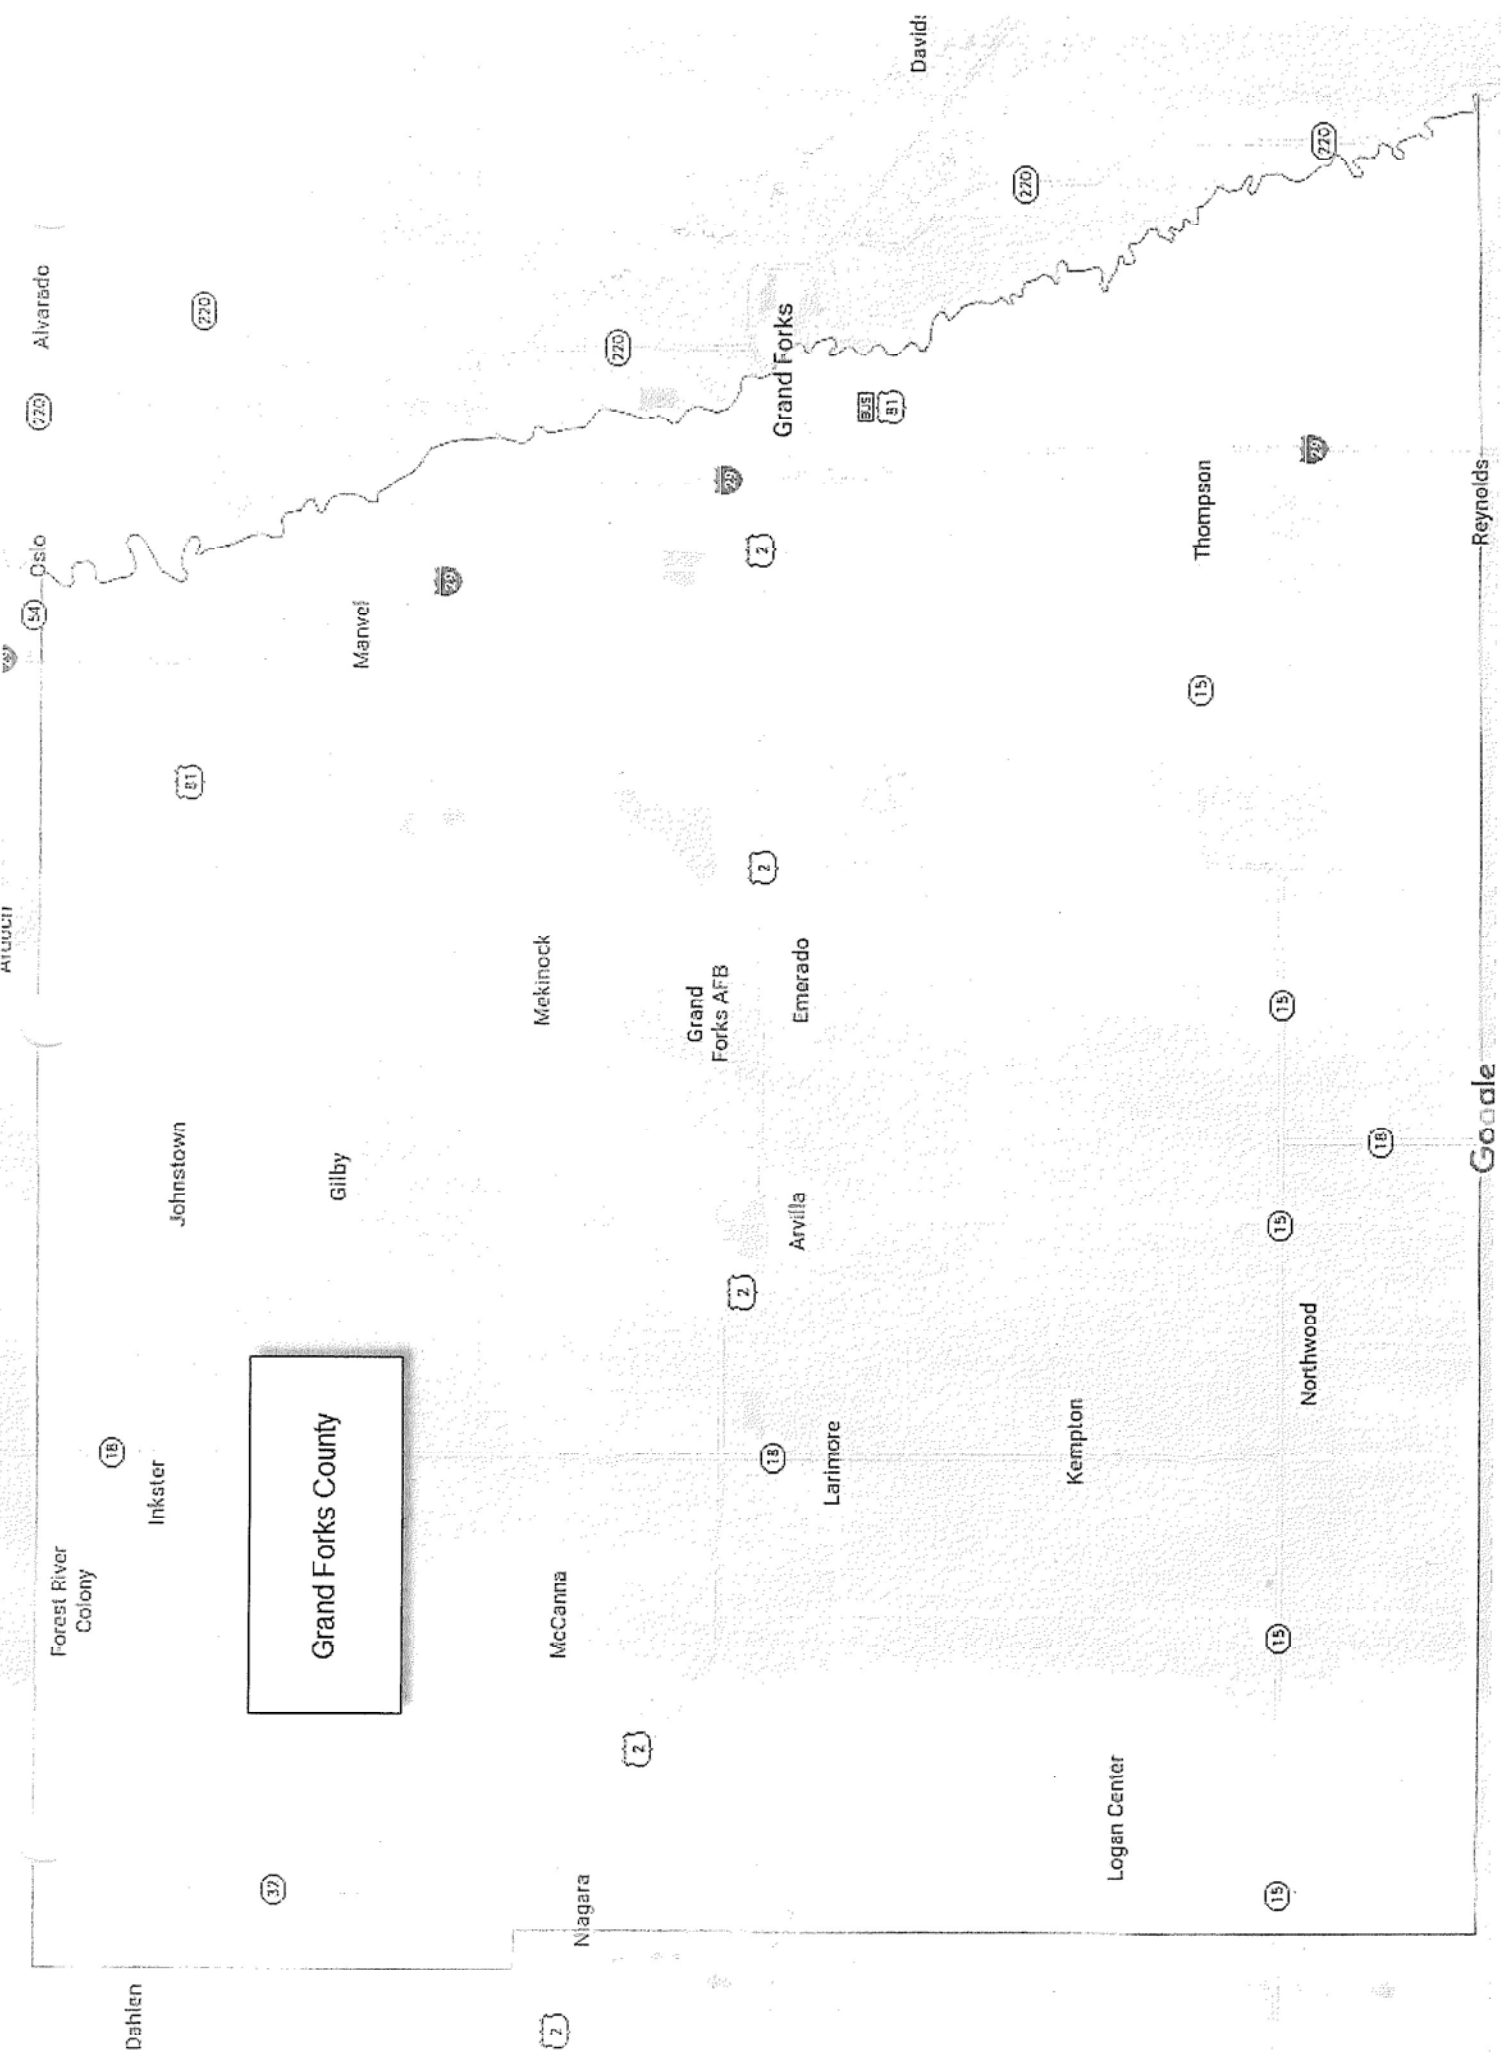 54
Oslo
220
Alvarado
Forest River
Colony
18
Dahlen
Inkster
Johnstown
81
220
37
Grand Forks County
Gilby
Manvel
29
2
McCanna
Mekinock
Niagara
2
220
Grand
Forks AFB
29
2
2
2
18
Grand Forks
Arvilla
Emerado
Larimore
BUS
81
Davids
220
Kempton
Logan Center
15
Thompson
15
15
15
15
Northwood
29
220
18
Google
Reynolds